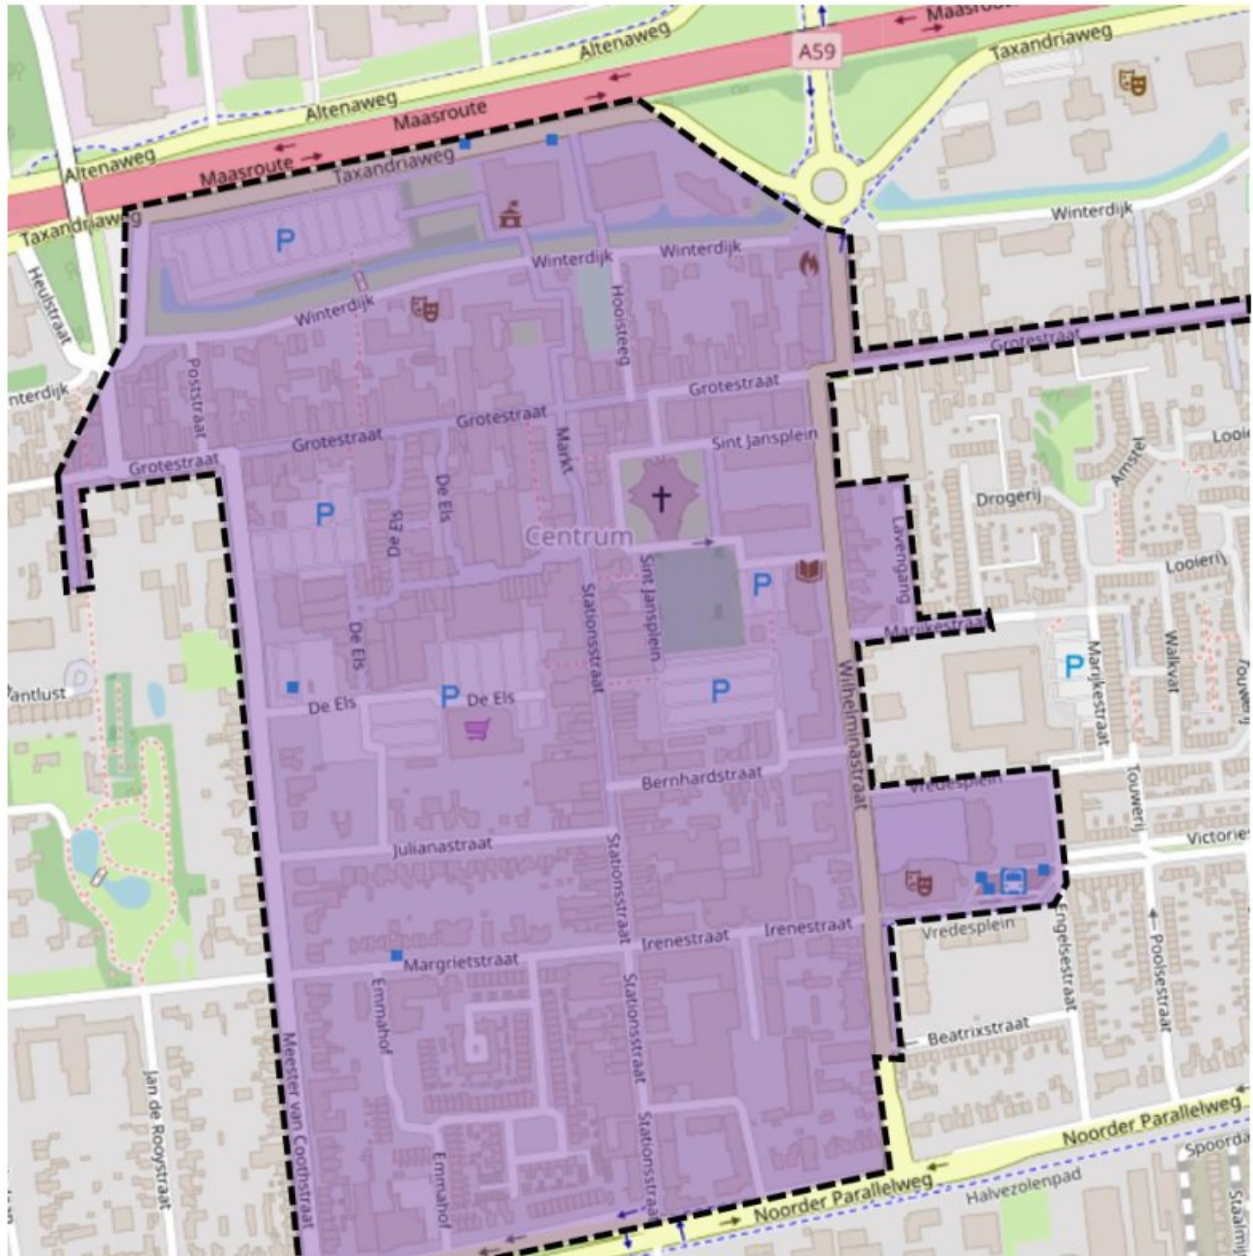 Maasroute
Altenaweg
A59
Taxandriaweg
Altenaweg
Maasroute
Altenaweg
Maasroute
Taxandriaweg
Taxandriaweg
Winterdijk
P
Winterdijk
Winterdijk
Heulstraat
Winterdijk
Hooisteeg
Grotestraat
Poststraat
nterdijk
Grotestraat
Grotestraat
Grotestraat
Markt
Sint Jansplein
Grotestraat
Amstel
De Els
Drogerij
P
De Els
Centrum
Lavengang
Sint Jansplein
P
Stationsstraat
Marijkestraat
De Els
Wilhelminastraat
Marijkestraat
P
Walkvat
antlust
P
De Els
P
De Els
Bernhardstraat
Vredesplein
Touwerij
Julianastraat
Stationsstraat
Victorie
Irenestraat
Irenestraat
Vredesplein
Engelsestraat
Margrietstraat
Poolsestraat
Emmahof
Stationsstraat
Beatrixstraat
Meester van Coothstraat
Jan de Rooystraat
Noorder Parallelweg
Stationsstraat
Emmahof
Spoorda
Noorder Parallelweg
Halvezolenpad